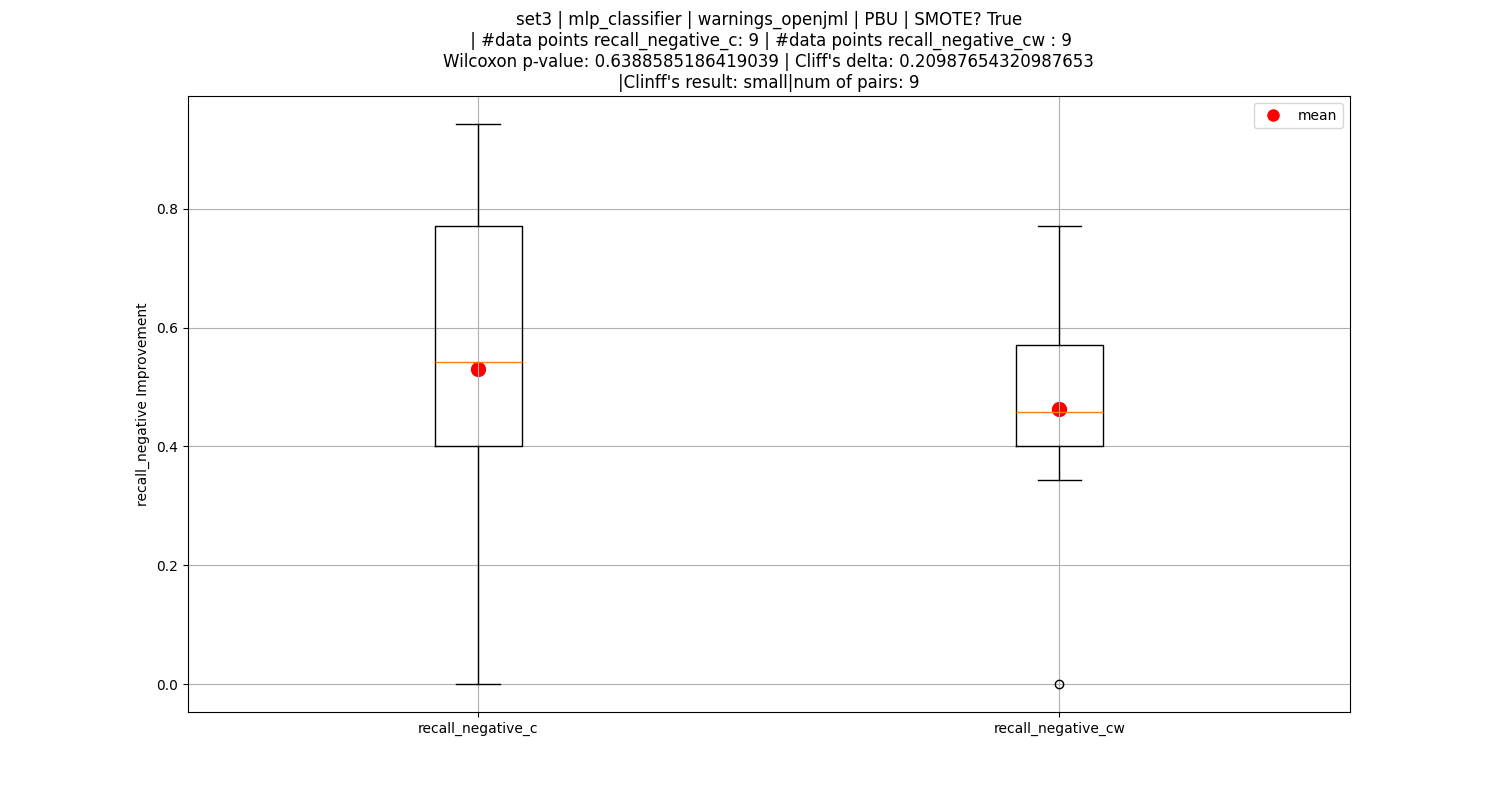 set3 | mlp_classifier | warnings_openjml | PBU | SMOTE? True
| #data points recall_negative_c: 9 | #data points recall_negative_cw : 9
Wilcoxon p-value: 0.6388585186419039 | Cliff's delta: 0.20987654320987653
|Clinff's result: small|num of pairs: 9
mean
recall_negative Improvement
0.8
0.6
0.4
0.2
0.0
recall_negative_c
recall_negative_cw